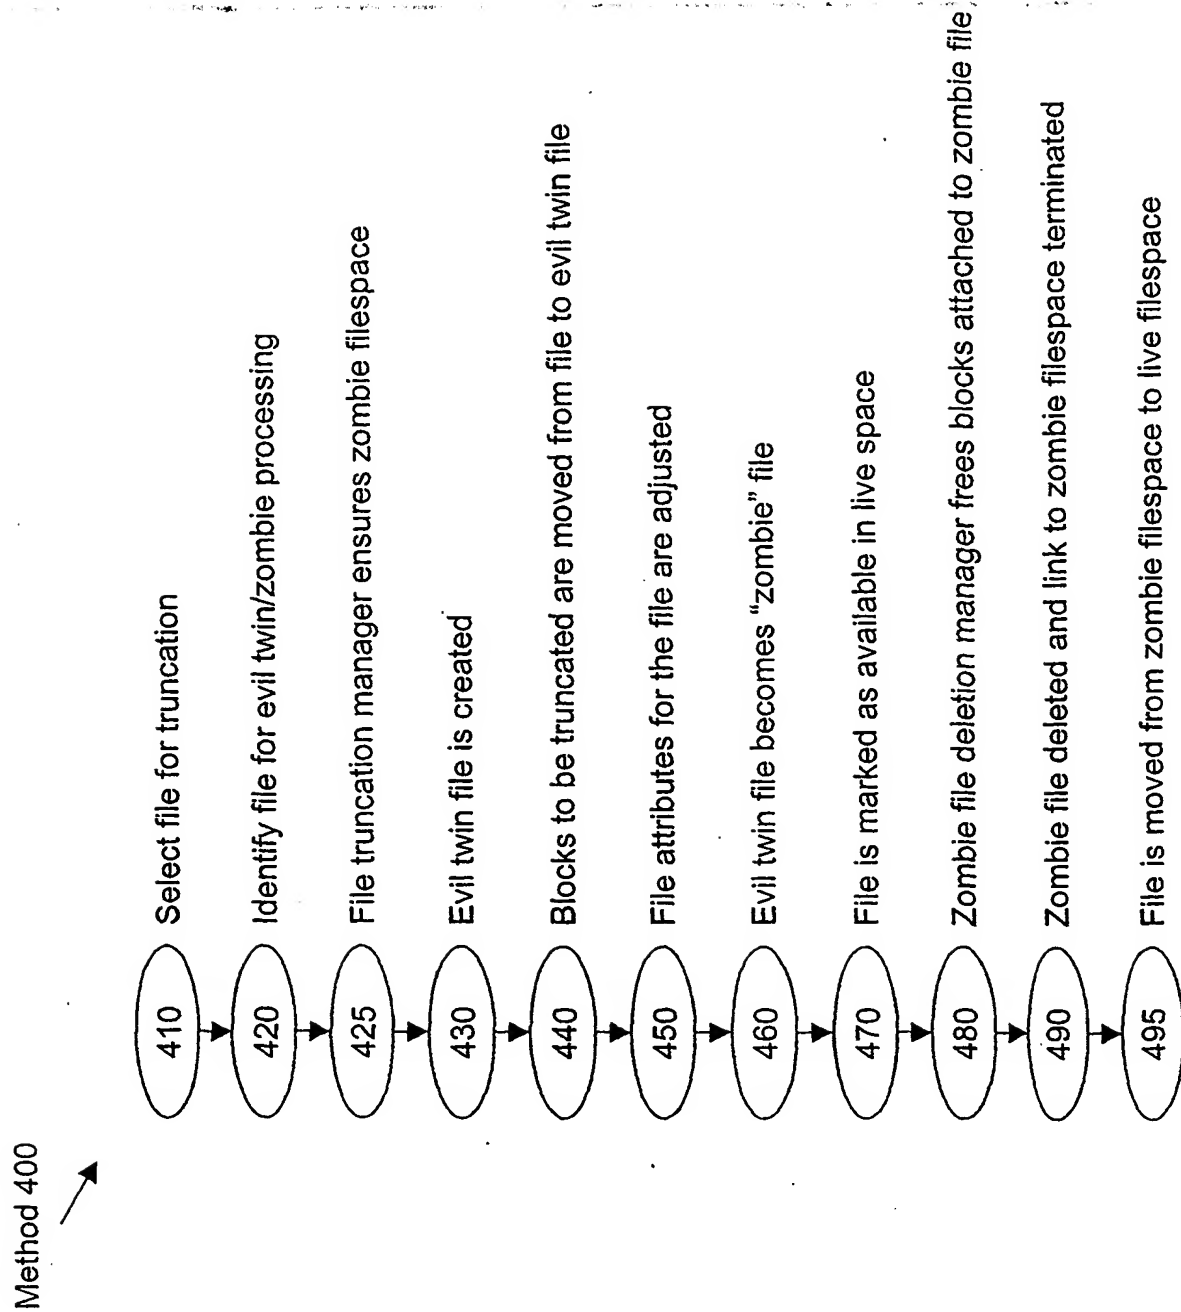 Method 400
410 Select file for truncation
420 Identify file for evil twin/zombie processing
425 File truncation manager ensures zombie filespace
430 Evil twin file is created
440 Blocks to be truncated are moved from file to evil twin file
450 File attributes for the file are adjusted
460 Evil twin file becomes “zombie” file
470 File is marked as available in live space
480 Zombie file deletion manager frees blocks attached to zombie file
490 Zombie file deleted and link to zombie filespace terminated
495 File is moved from zombie filespace to live filespace